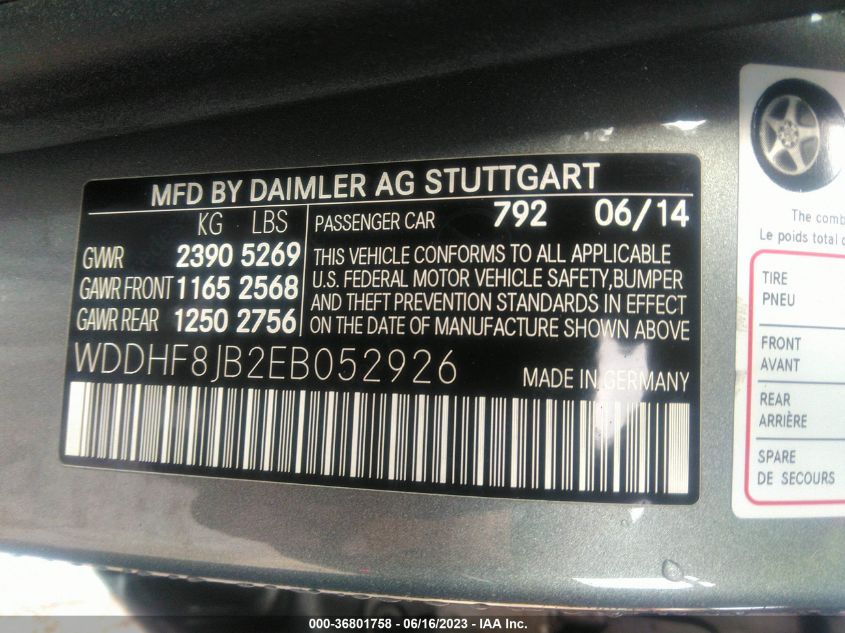 MFD BY DAIMLER AG STUTTGART
KG LBS
GVWR 2390 5269
GAWR FRONT 1165 2568
GAWR REAR 1250 2756
PASSENGER CAR 792 06/14
THIS VEHICLE CONFORMS TO ALL APPLICABLE
U.S. FEDERAL MOTOR VEHICLE SAFETY,BUMPER
AND THEFT PREVENTION STANDARDS IN EFFECT
ON THE DATE OF MANUFACTURE SHOWN ABOVE
WDDHF8JB2EB052926
MADE IN GERMANY
The comb
Le poids total
TIRE
PNEU
FRONT
AVANT
REAR
ARRIÈRE
SPARE
DE SECOURS
000-36801758 - 06/16/2023 - IAA Inc.